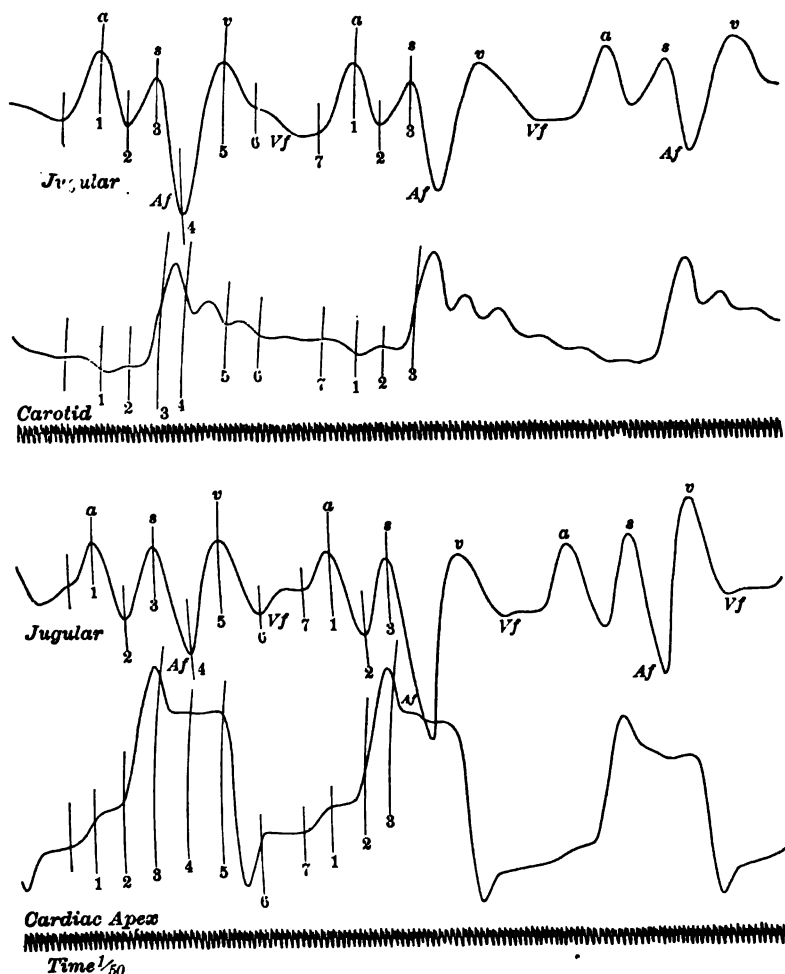 a s v a s v a s v
1 2 3 4 5 6 Vf 7 1 2 3 Vf
Af Af Af
Jugular
1 2 3 4 5 6 7 1 2 3
Carotid
a s v a s v a s v
1 2 3 4 5 6 Vf 7 1 2 3 Vf Vf
Jugular
Af Af Af
1 2 3 4 5 6 7 1 2 3
Cardiac Apex
Time 1/50